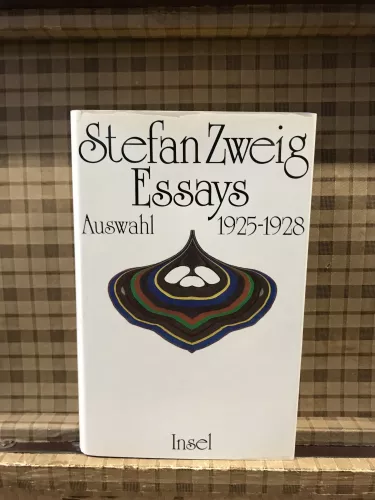 Stefan Zweig
Essays
Auswahl 1925-1928
Insel